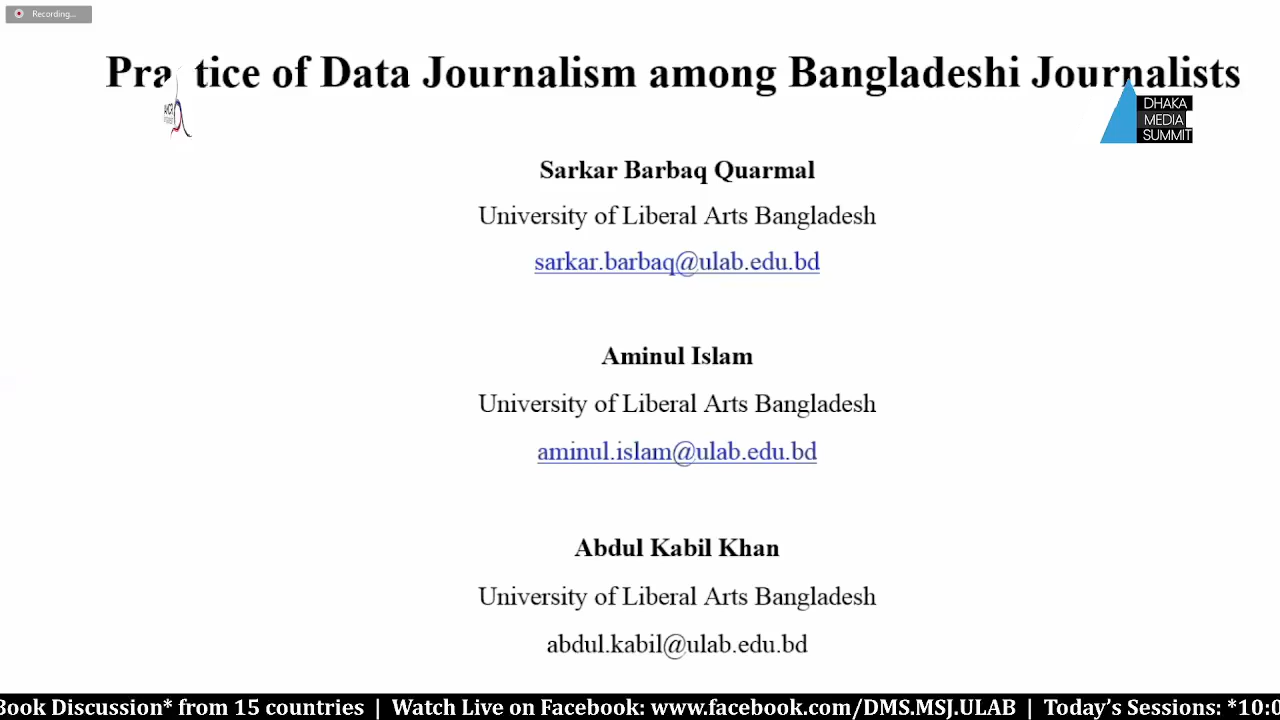 Recording...
Practice of Data Journalism among Bangladeshi Journalists
DHAKA
MEDIA
SUMMIT
Sarkar Barbaq Quarmal
University of Liberal Arts Bangladesh
sarkar.barbaq@ulab.edu.bd
Aminul Islam
University of Liberal Arts Bangladesh
aminul.islam@ulab.edu.bd
Abdul Kabil Khan
University of Liberal Arts Bangladesh
abdul.kabil@ulab.edu.bd
Book Discussion* from 15 countries | Watch Live on Facebook: www.facebook.com/DMS.MSJ.ULAB | Today's Sessions: *10:0